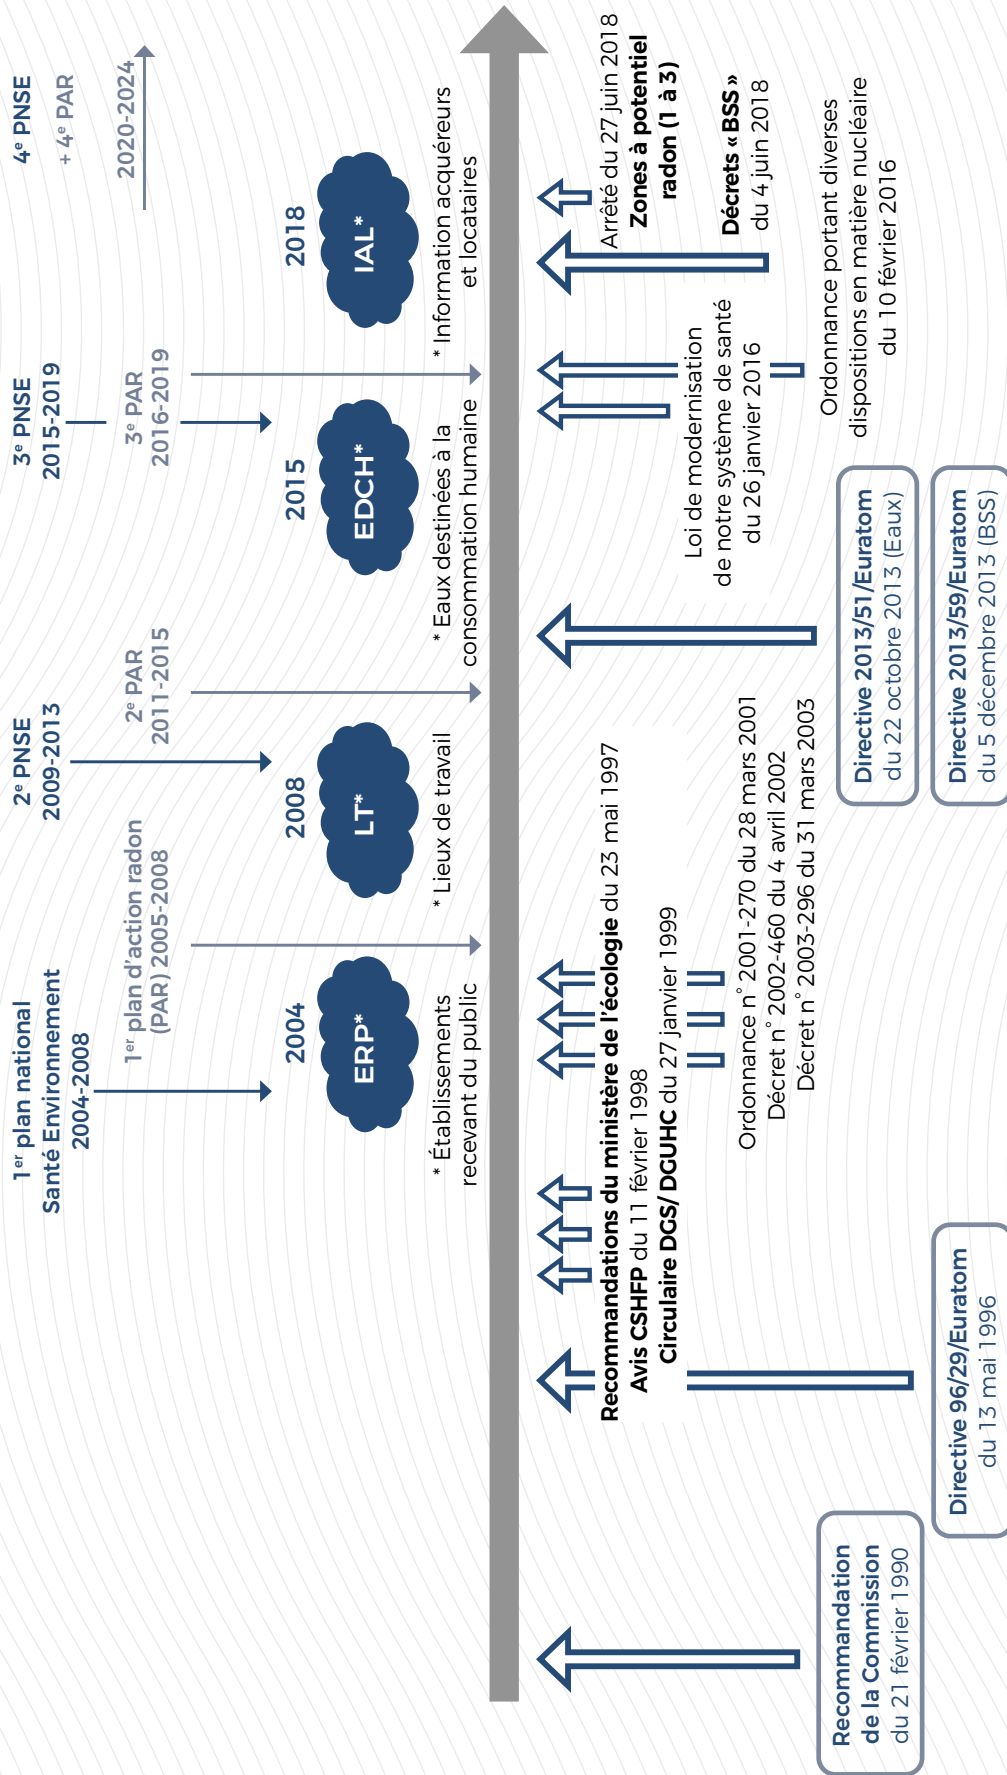 1er plan national
Santé Environnement
2004-2008
2e PNSE
2009-2013
3e PNSE
2015-2019
4e PNSE
+ 4e PAR
2020-2024
1er plan d’action radon
(PAR) 2005-2008
2e PAR
2011-2015
3e PAR
2016-2019
2004
ERP*
* Établissements
recevant du public
2008
LT*
* Lieux de travail
2015
EDCH*
* Eaux destinées à la
consommation humaine
2018
IAL*
* Information acquéreurs
et locataires
Recommandation
de la Commission
du 21 février 1990
Directive 96/29/Euratom
du 13 mai 1996
Recommandations du ministère de l’écologie du 23 mai 1997
Avis CSHFP du 11 février 1998
Circulaire DGS/ DGUHC du 27 janvier 1999
Ordonnance n° 2001-270 du 28 mars 2001
Décret n° 2002-460 du 4 avril 2002
Décret n° 2003-296 du 31 mars 2003
Directive 2013/51/Euratom
du 22 octobre 2013 (Eaux)
Directive 2013/59/Euratom
du 5 décembre 2013 (BSS)
Loi de modernisation
de notre système de santé
du 26 janvier 2016
Ordonnance portant diverses
dispositions en matière nucléaire
du 10 février 2016
Arrêté du 27 juin 2018
Zones à potentiel
radon (1 à 3)
Décrets « BSS »
du 4 juin 2018